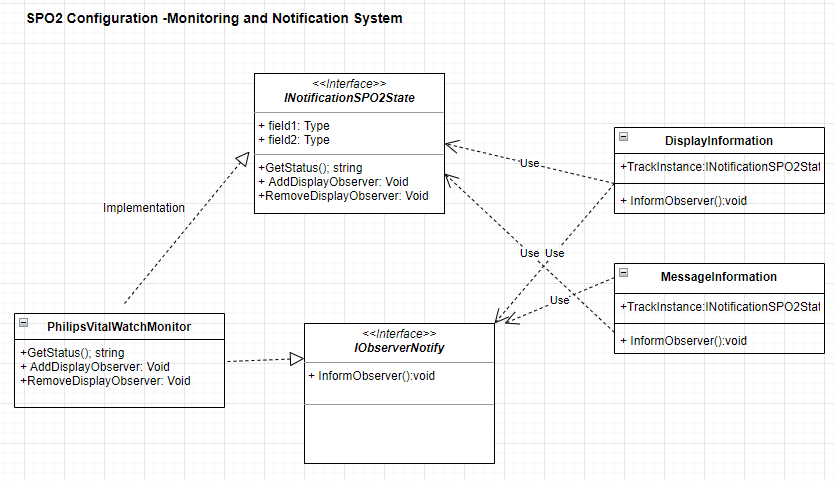 SPO2 Configuration -Monitoring and Notification System
<<Interface>>
INotificationSPO2State
+ field1: Type
+ field2: Type
+GetStatus(); string
+ AddDisplayObserver: Void
+RemoveDisplayObserver: Void
DisplayInformation
+TrackInstance:INotificationSPO2Stat
+ InformObserver():void
Use
Implementation
Use
Use
MessageInformation
+TrackInstance:INotificationSPO2Stat
+ InformObserver():void
Use
PhilipsVitalWatchMonitor
+GetStatus(); string
+ AddDisplayObserver: Void
+RemoveDisplayObserver: Void
<<Interface>>
IObserverNotify
+ InformObserver():void